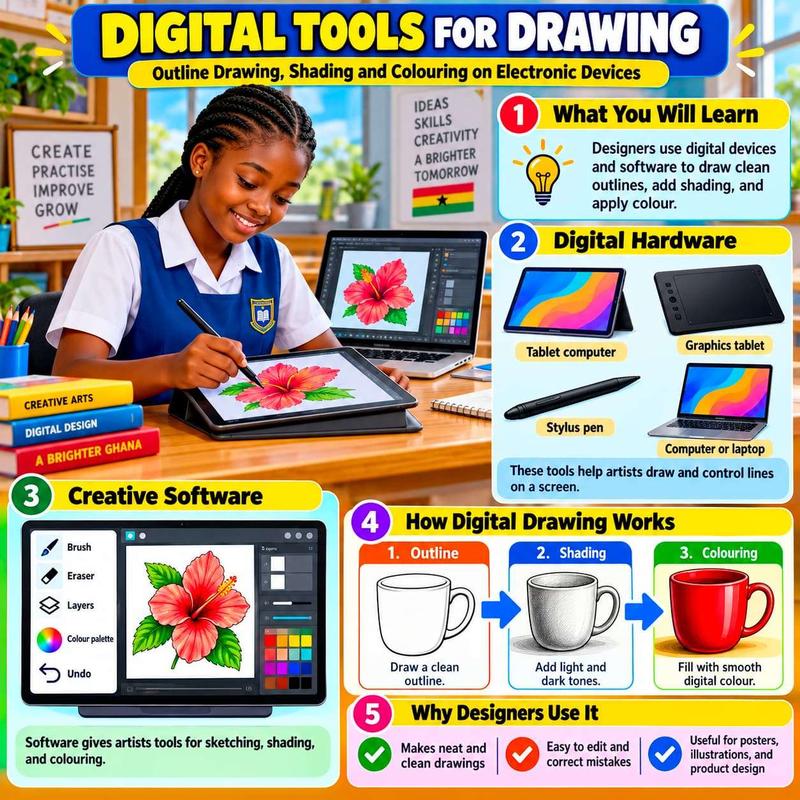 DIGITAL TOOLS FOR DRAWING
Outline Drawing, Shading and Colouring on Electronic Devices
CREATE
PRACTISE
IMPROVE
GROW
IDEAS
SKILLS
CREATIVITY
A BRIGHTER
TOMORROW
CREATIVE ARTS
DIGITAL DESIGN
A BRIGHTER GHANA
1 What You Will Learn
Designers use digital devices
and software to draw clean
outlines, add shading, and
apply colour.
2 Digital Hardware
Tablet computer
Graphics tablet
Stylus pen
Computer or laptop
These tools help artists draw and control lines
on a screen.
3 Creative Software
Brush
Eraser
Layers
Colour palette
Undo
Software gives artists tools for sketching, shading,
and colouring.
4 How Digital Drawing Works
1. Outline
Draw a clean
outline.
2. Shading
Add light and
dark tones.
3. Colouring
Fill with smooth
digital colour.
5 Why Designers Use It
Makes neat and
clean drawings
Easy to edit and
correct mistakes
Useful for posters,
illustrations, and
product design